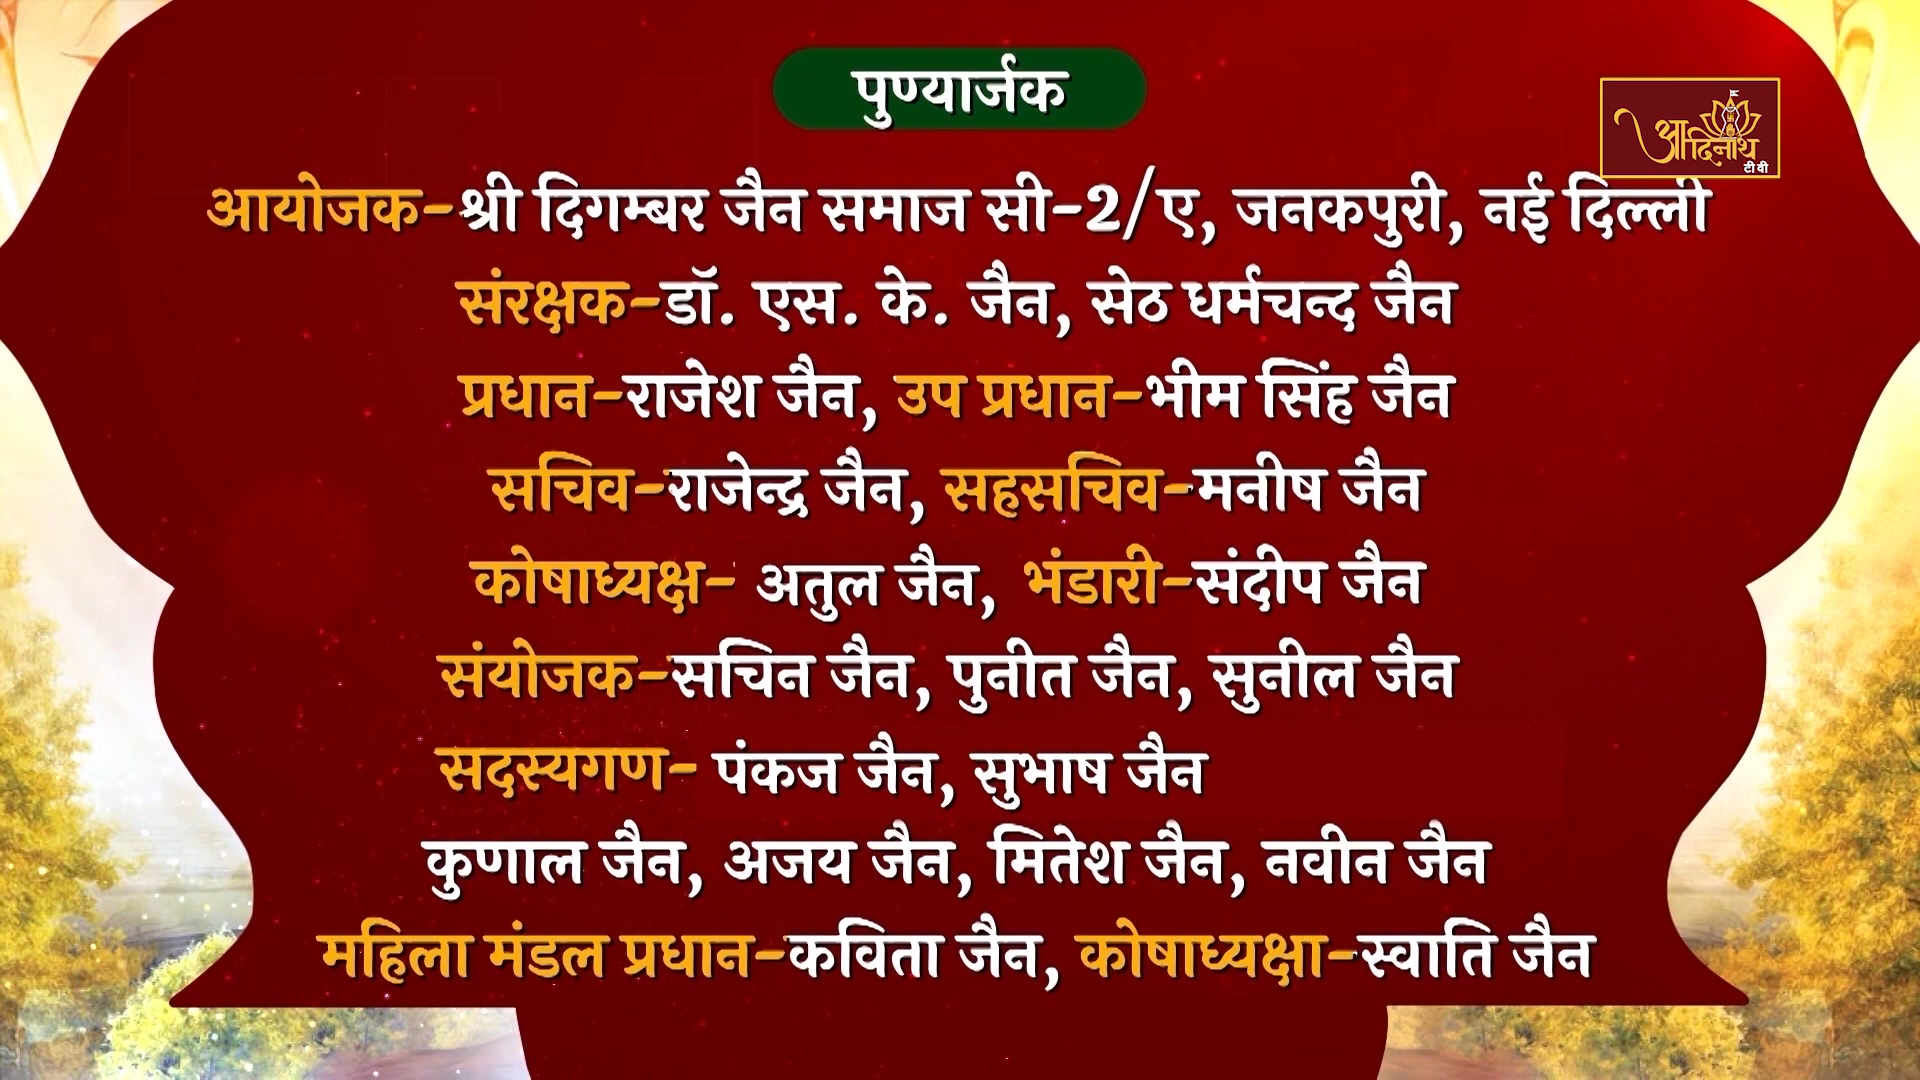 पुण्यार्जक
आदिनाथ
टीवी
आयोजक-श्री दिगम्बर जैन समाज सी-2/ए, जनकपुरी, नई दिल्ली
संरक्षक-डॉ. एस. के. जैन, सेठ धर्मचन्द जैन
प्रधान-राजेश जैन, उप प्रधान-भीम सिंह जैन
सचिव-राजेन्द्र जैन, सहसचिव-मनीष जैन
कोषाध्यक्ष- अतुल जैन, भंडारी-संदीप जैन
संयोजक-सचिन जैन, पुनीत जैन, सुनील जैन
सदस्यगण- पंकज जैन, सुभाष जैन
कुणाल जैन, अजय जैन, मितेश जैन, नवीन जैन
महिला मंडल प्रधान-कविता जैन, कोषाध्यक्षा-स्वाति जैन